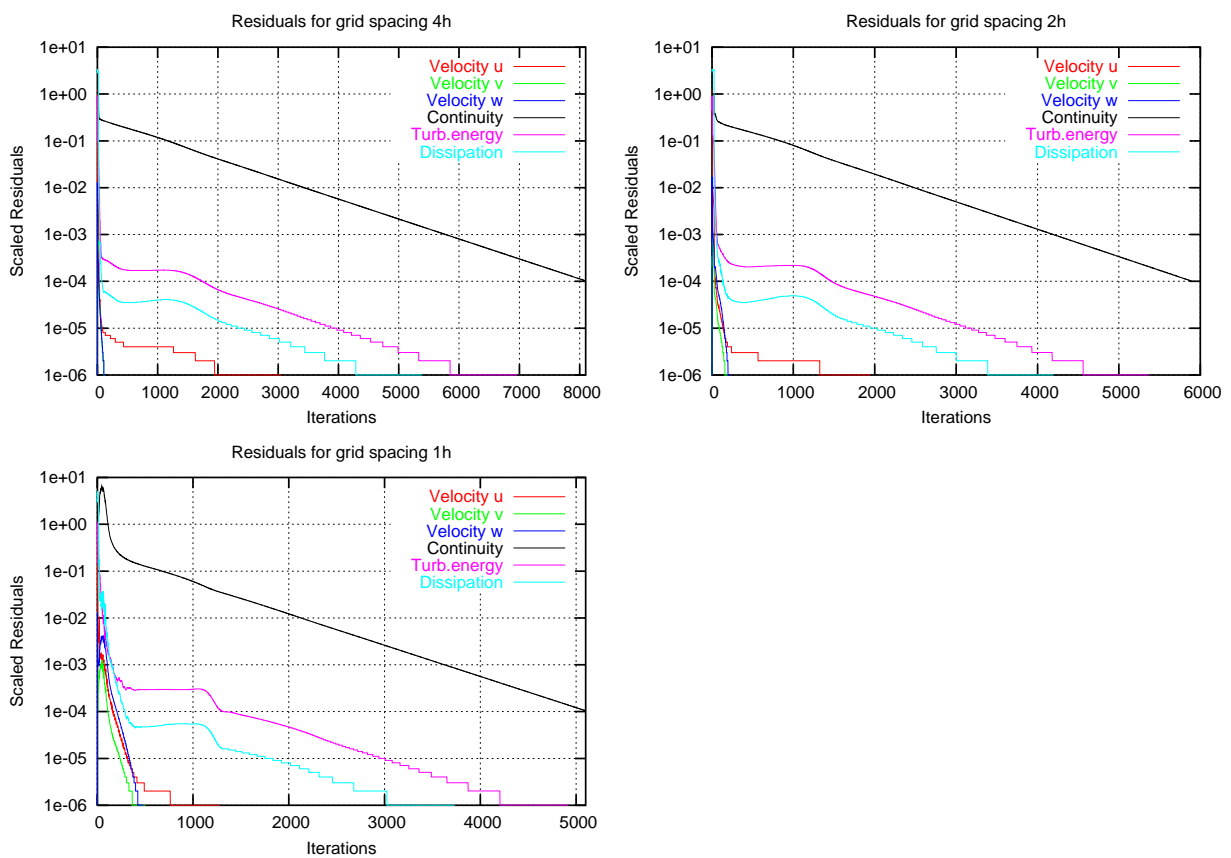 Residuals for grid spacing 4h
1e+01
1e+00
1e-01
1e-02
1e-03
1e-04
1e-05
1e-06
Scaled Residuals
Velocity u
Velocity v
Velocity w
Continuity
Turb.energy
Dissipation
0 1000 2000 3000 4000 5000 6000 7000 8000
Iterations
Residuals for grid spacing 2h
1e+01
1e+00
1e-01
1e-02
1e-03
1e-04
1e-05
1e-06
Scaled Residuals
Velocity u
Velocity v
Velocity w
Continuity
Turb.energy
Dissipation
0 1000 2000 3000 4000 5000 6000
Iterations
Residuals for grid spacing 1h
1e+01
1e+00
1e-01
1e-02
1e-03
1e-04
1e-05
1e-06
Scaled Residuals
Velocity u
Velocity v
Velocity w
Continuity
Turb.energy
Dissipation
0 1000 2000 3000 4000 5000
Iterations